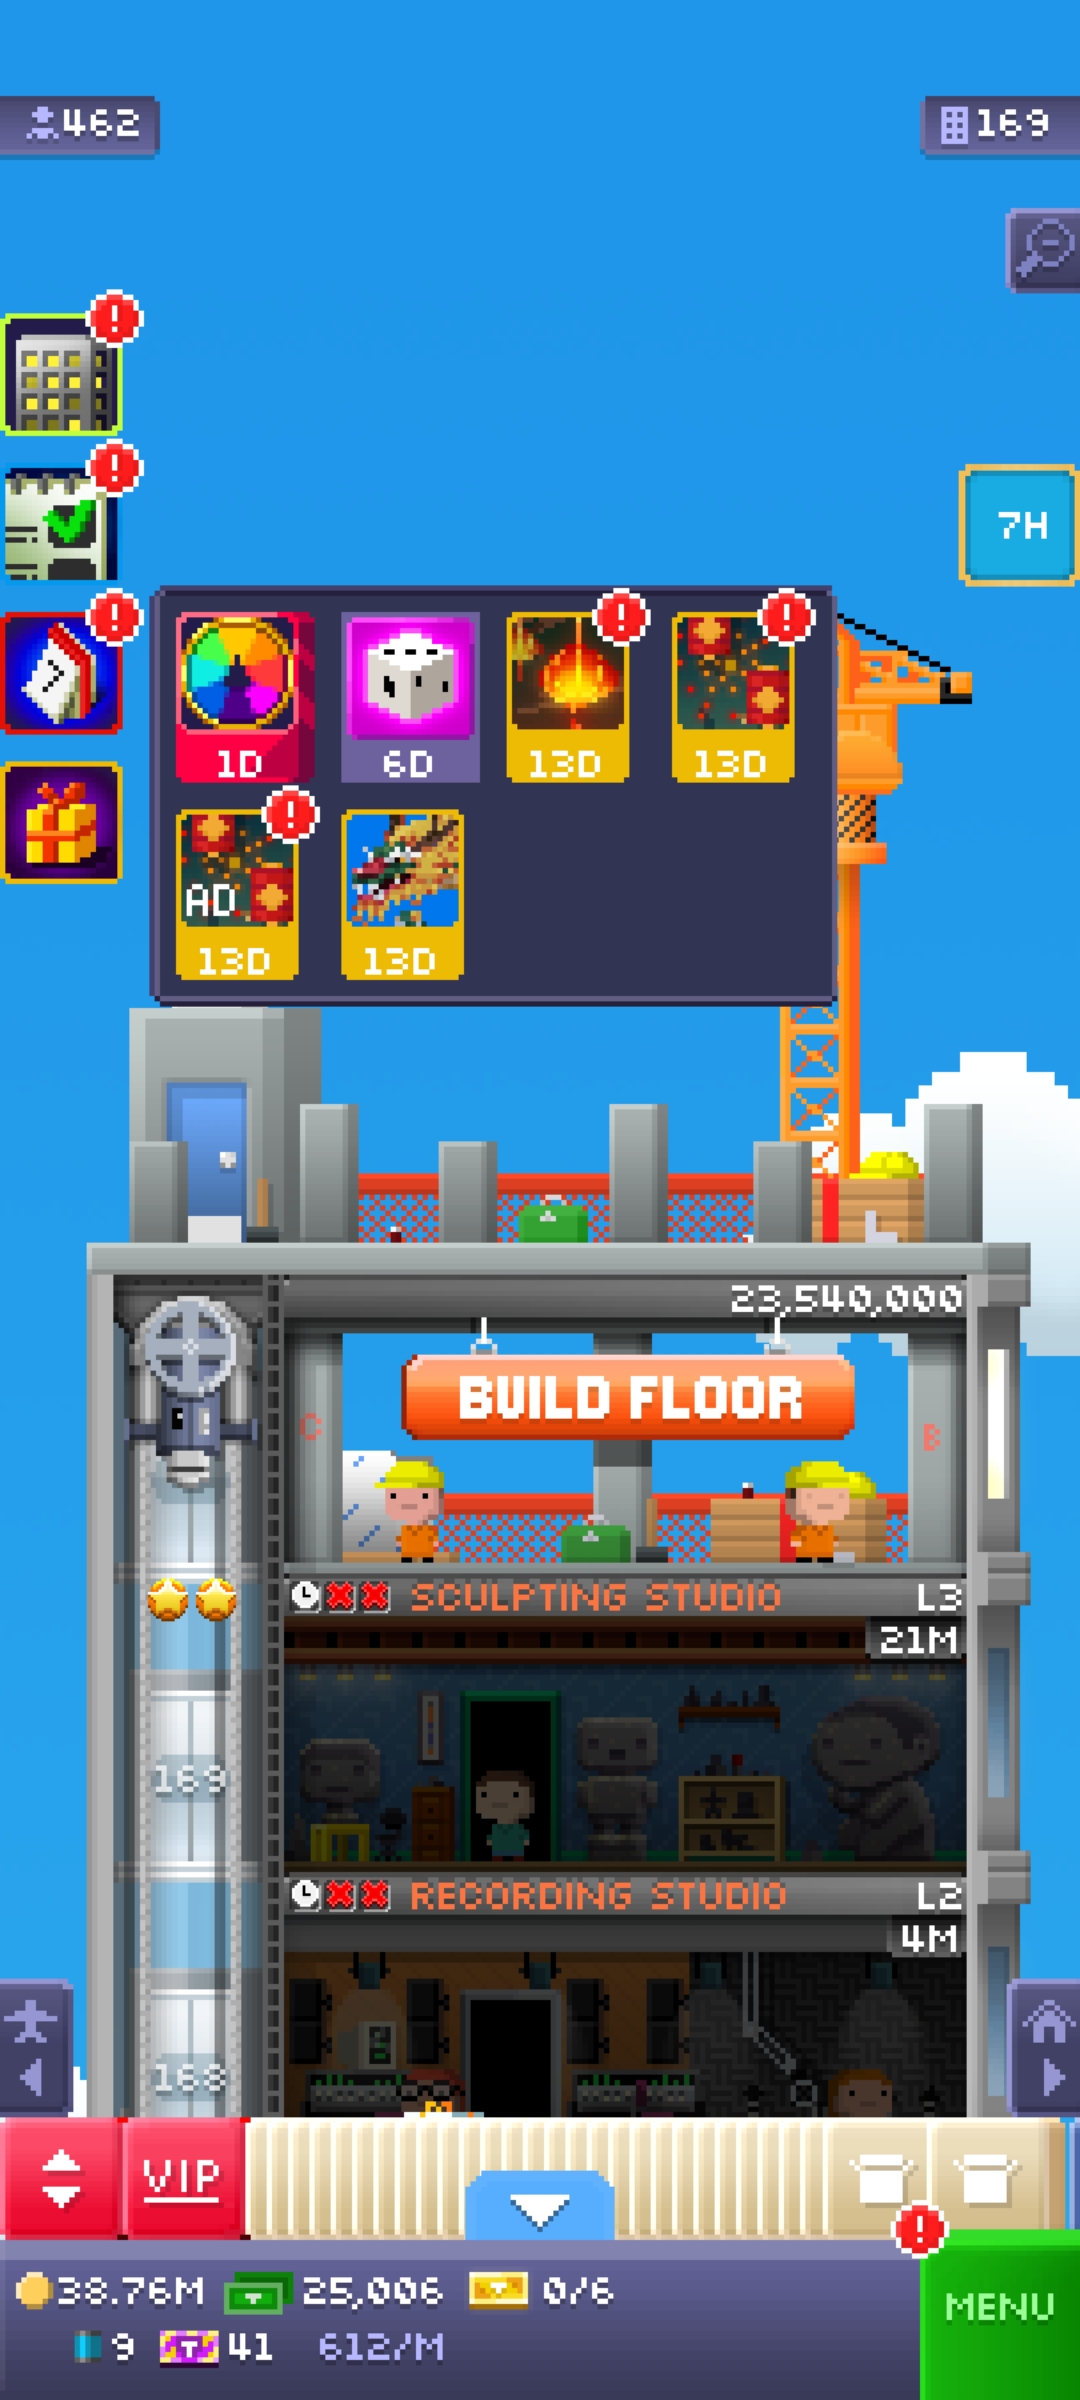 462
169
7H
1D
6D
13D
13D
AD
13D
13D
23,540,000
BUILD FLOOR
C
B
SCULPTING STUDIO
L3
21M
169
RECORDING STUDIO
L2
4M
168
VIP
38.76M
25,006
0/6
MENU
9
41
612/M